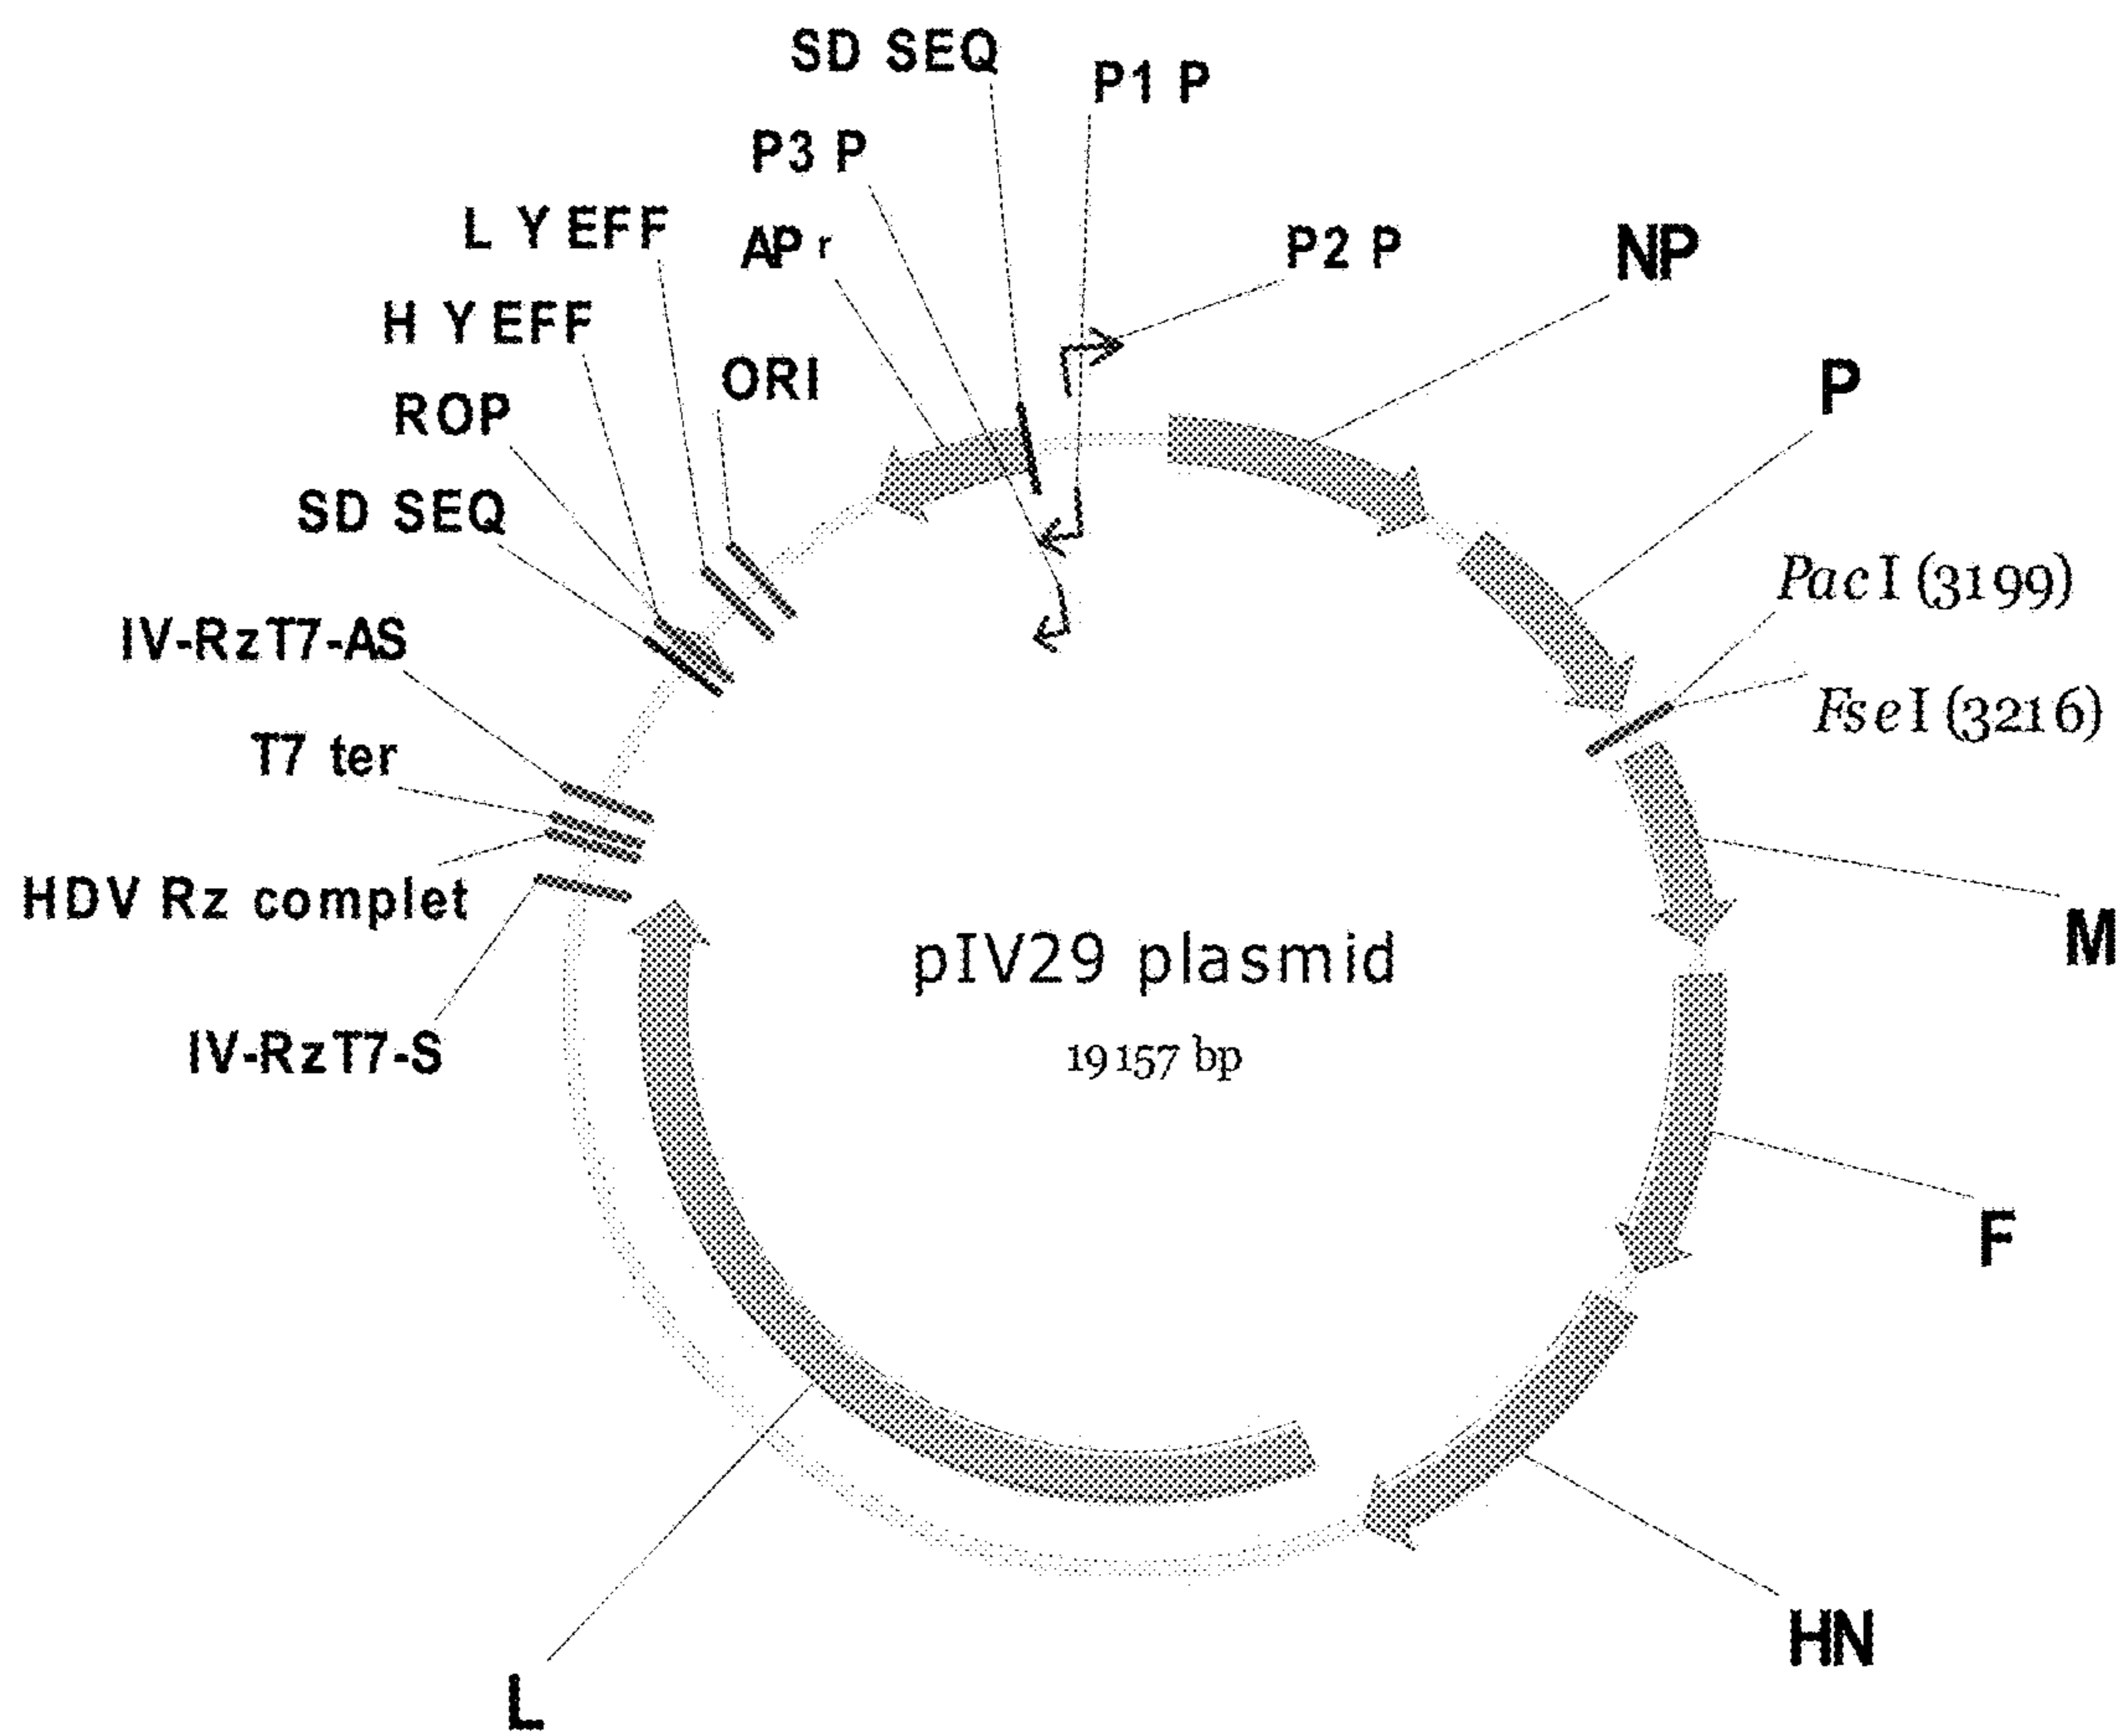 SD SEQ
P1 P
P3 P
L Y EFF
APr
P2 P
NP
H Y EFF
ORI
P
ROP
SD SEQ
PacI (3199)
IV-RzT7-AS
FseI (3216)
T7 ter
HDV Rz complet
M
pIV29 plasmid
19157 bp
IV-RzT7-S
F
HN
L